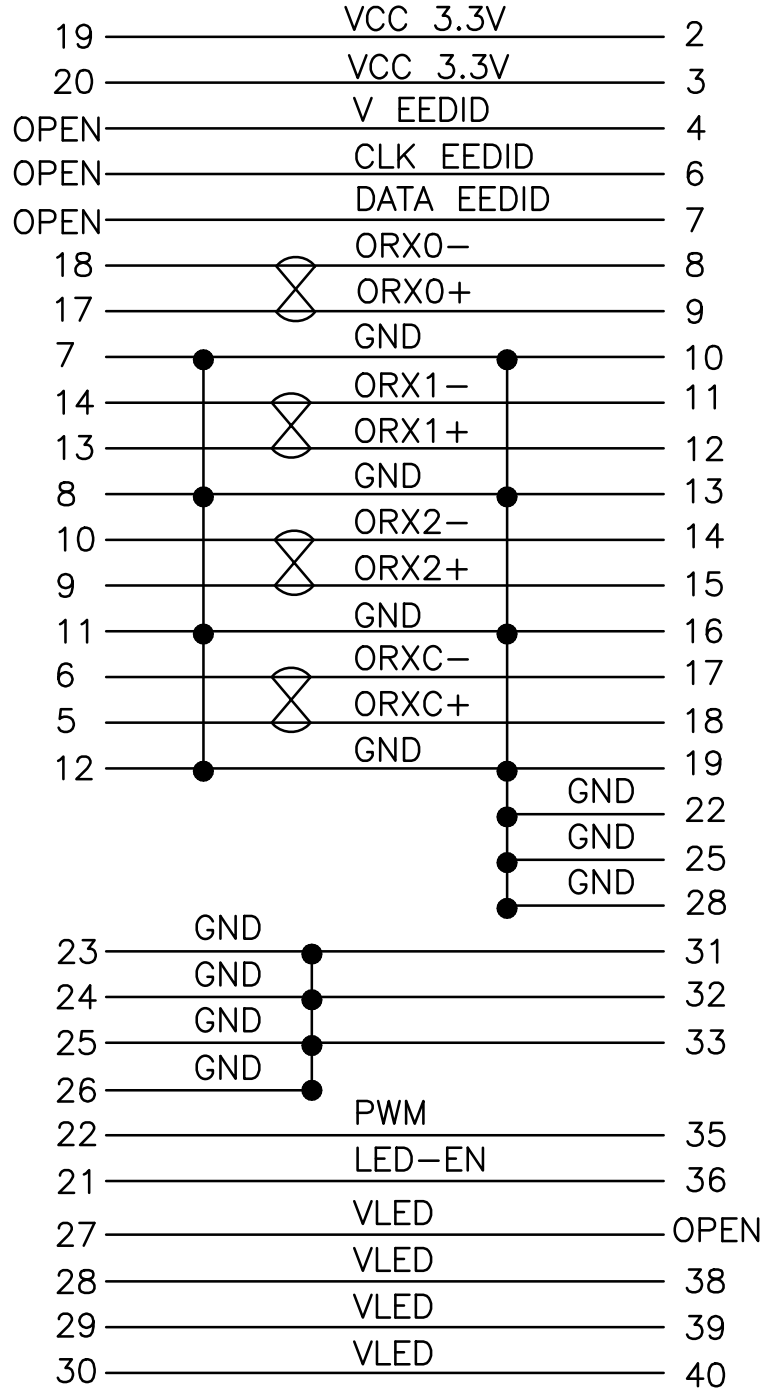 19 VCC 3.3V 2
20 VCC 3.3V 3
OPEN V EEDID 4
OPEN CLK EEDID 6
OPEN DATA EEDID 7
18 ORX0- 8
17 ORX0+ 9
7 GND 10
14 ORX1- 11
13 ORX1+ 12
8 GND 13
10 ORX2- 14
9 ORX2+ 15
11 GND 16
6 ORXC- 17
5 ORXC+ 18
12 GND 19
GND 22
GND 25
GND 28
23 GND 31
24 GND 32
25 GND 33
26 GND
22 PWM 35
21 LED-EN 36
27 VLED OPEN
28 VLED 38
29 VLED 39
30 VLED 40